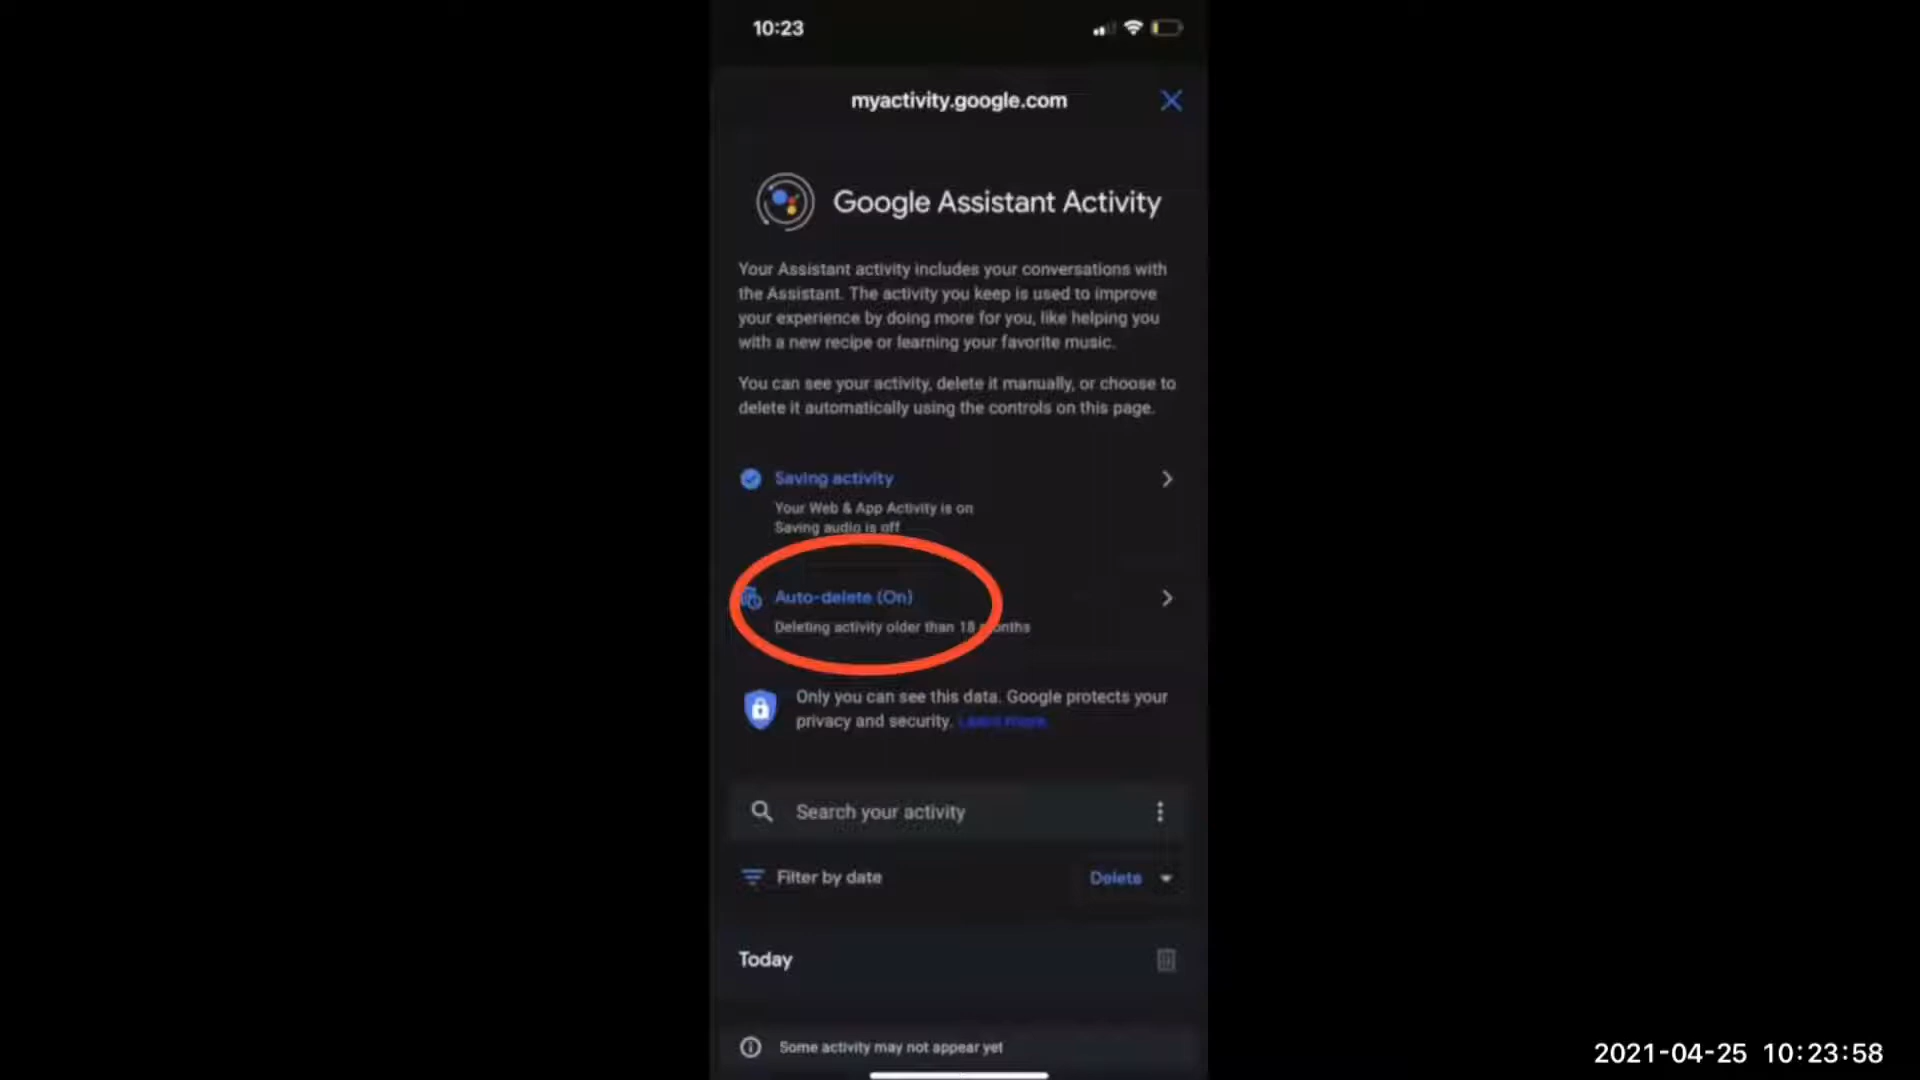 10:23
myactivity.google.com
Google Assistant Activity
Your Assistant activity includes your conversations with
the Assistant. The activity you keep is used to improve
your experience by doing more for you, like helping you
with a new recipe or learning your favorite music.
You can see your activity, delete it manually, or choose to
delete it automatically using the controls on this page.
Saving activity
Your Web & App Activity is on
Saving audio is off
Auto-delete (On)
Deleting activity older than 18 months
Only you can see this data. Google protects your
privacy and security. Learn more
Search your activity
Filter by date
Delete
Today
Some activity may not appear yet
2021-04-25 10:23:58